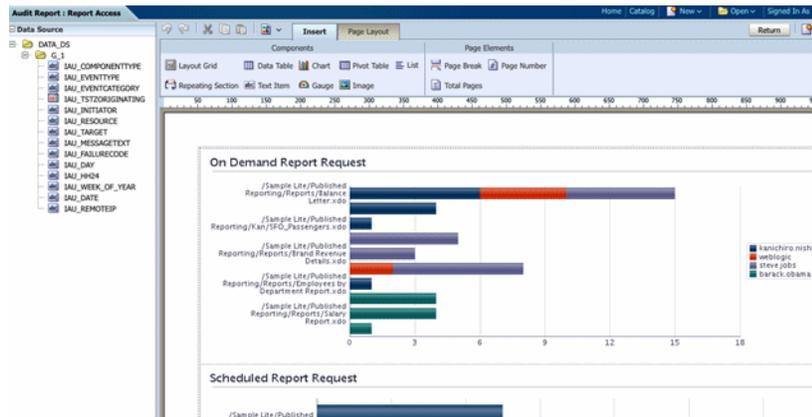 Audit Report : Report Access
Home Catalog New Open Signed In As
Data Source
Insert Page Layout
Return
DATA_DS
G_1
IAU_COMPONENTTYPE
IAU_EVENTTYPE
IAU_EVENTCATEGORY
IAU_TSTZORIGINATING
IAU_INITIATOR
IAU_RESOURCE
IAU_TARGET
IAU_MESSAGETEXT
IAU_FAILURECODE
IAU_DAY
IAU_HH24
IAU_WEEK_OF_YEAR
IAU_DATE
IAU_REMOTEIP
Components
Page Elements
Layout Grid Data Table Chart Pivot Table List Page Break Page Number
Repeating Section Text Item Gauge Image Total Pages
50 100 150 200 250 300 350 400 450 500 550 600 650 700 750 800 850 900
On Demand Report Request
/Sample Lite/Published
Reporting/Reports/Balance
Letter.xdo
/Sample Lite/Published
Reporting/Kan/SFO_Passengers.xdo
/Sample Lite/Published
Reporting/Reports/Brand Revenue
Details.xdo
/Sample Lite/Published
Reporting/Reports/Employees by
Department Report.xdo
/Sample Lite/Published
Reporting/Reports/Salary
Report.xdo
0 3 6 9 12 15 18
kanichiro.nish
weblogic
steve.jobs
barack.obama
Scheduled Report Request
/Sample Lite/Published